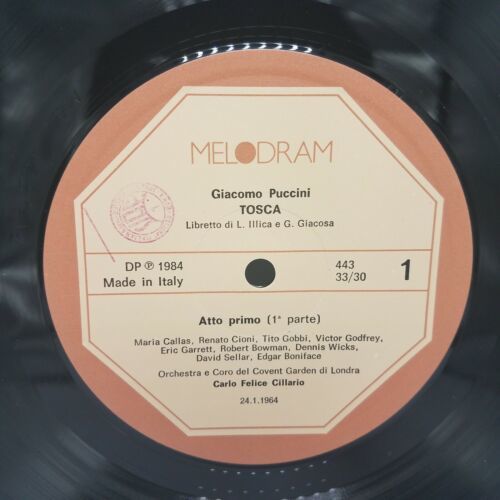 MELODRAM
Giacomo Puccini
TOSCA
Libretto di L. Illica e G. Giacosa
DP ℗ 1984
Made in Italy
443
33/30
1
Atto primo (1ª parte)
Maria Callas, Renato Cioni, Tito Gobbi, Victor Godfrey,
Eric Garrett, Robert Bowman, Dennis Wicks,
David Sellar, Edgar Boniface
Orchestra e Coro del Covent Garden di Londra
Carlo Felice Cillario
24.1.1964